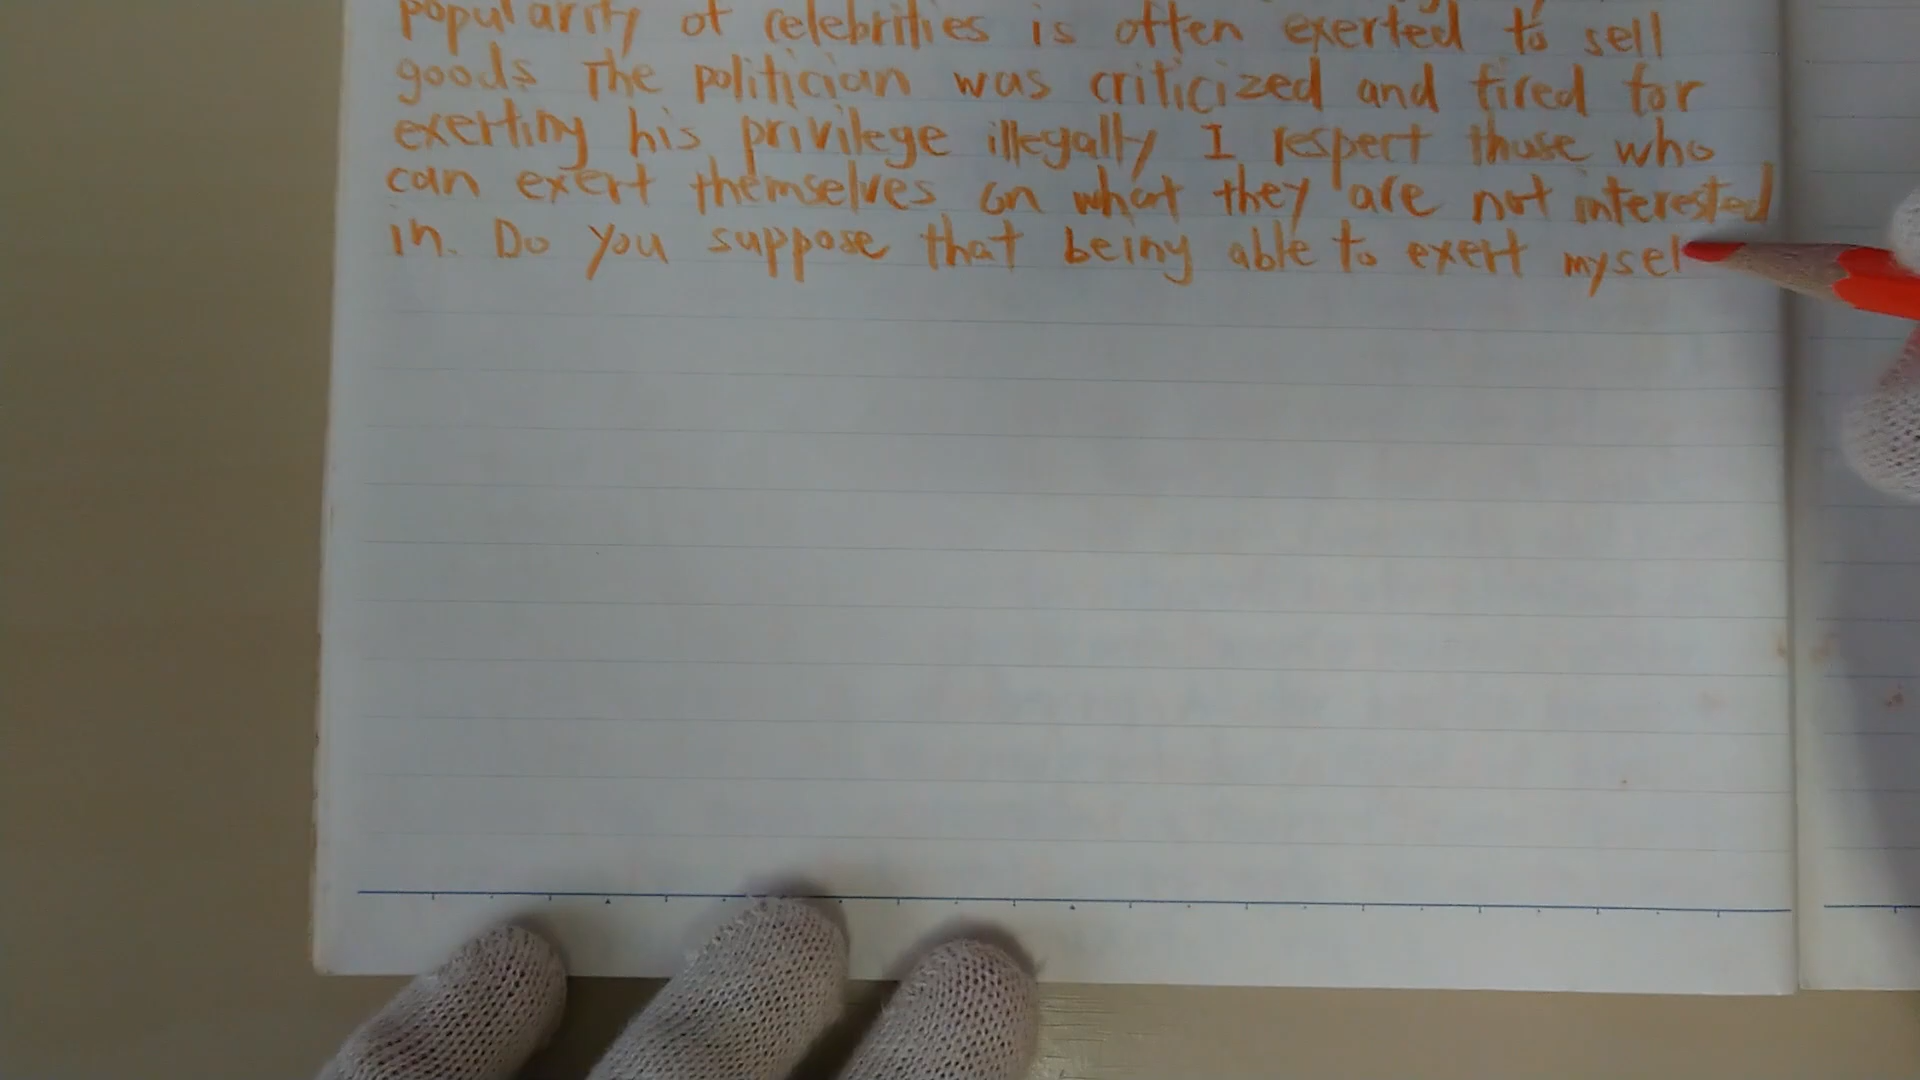 popularity of celebrities is often exerted to sell
goods The politician was criticized and fired for
exerting his privilege illegally I respect those who
can exert themselves on what they are not interested
in. Do you suppose that being able to exert mysel